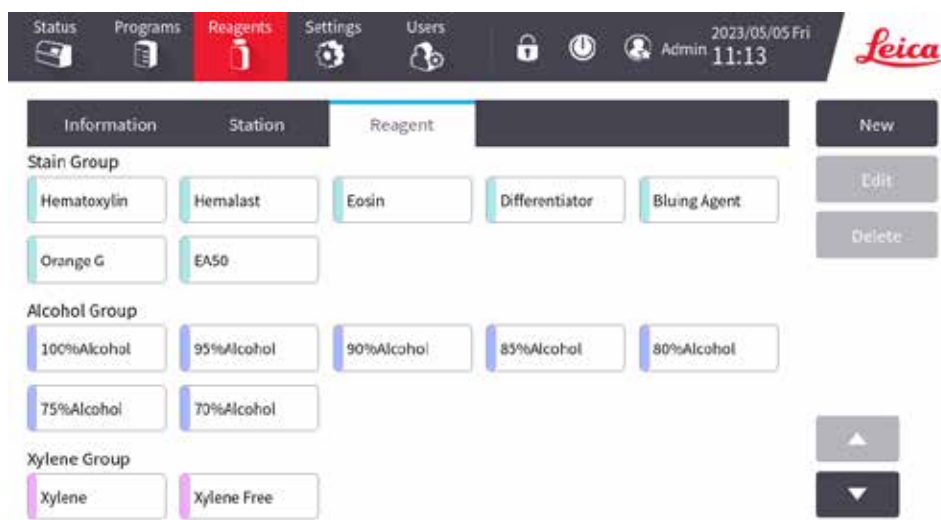 Status Programs Reagents Settings Users
Admin
2023/05/05 Fri
11:13
Leica
Information Station Reagent
New
Edit
Delete
Stain Group
Hematoxylin Hemalast Eosin Differentiator Bluing Agent
Orange G EA50
Alcohol Group
100%Alcohol 95%Alcohol 90%Alcohol 85%Alcohol 80%Alcohol
75%Alcohol 70%Alcohol
Xylene Group
Xylene Xylene Free